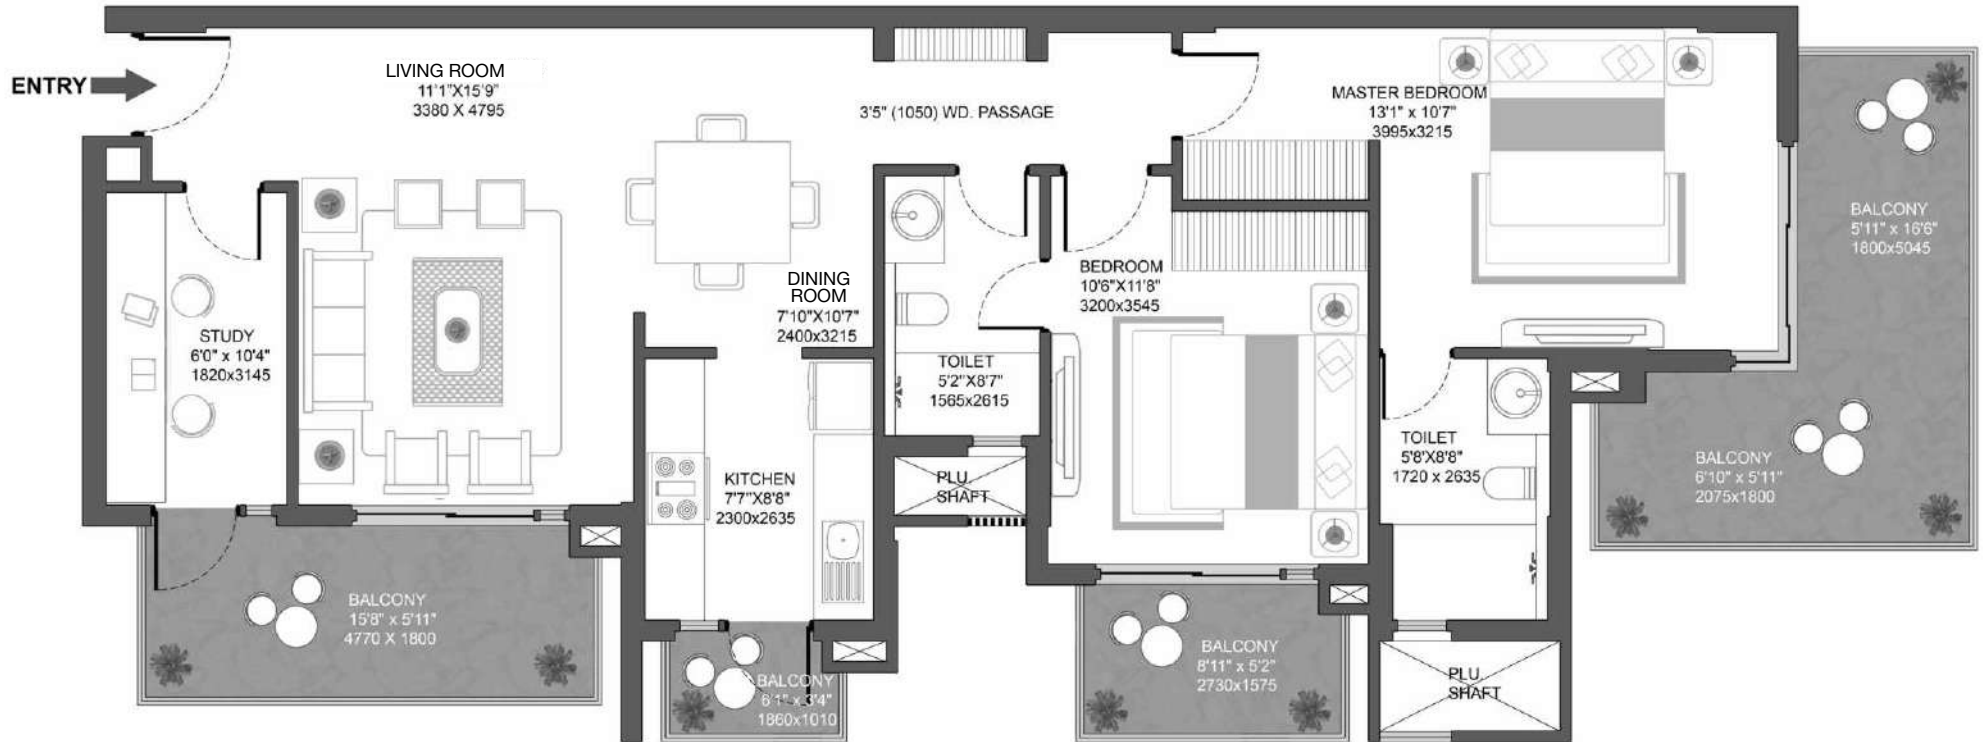 ENTRY
LIVING ROOM
11'1"X15'9"
3380 X 4795
3'5" (1050) WD. PASSAGE
MASTER BEDROOM
13'1" x 10'7"
3995x3215
BALCONY
5'11" x 16'6"
1800x5045
DINING
ROOM
7'10"X10'7"
2400x3215
BEDROOM
10'6"X11'8"
3200x3545
STUDY
6'0" x 10'4"
1820x3145
TOILET
5'2"X8'7"
1565x2615
TOILET
5'8"X8'8"
1720 x 2635
BALCONY
6'10" x 5'11"
2075x1800
KITCHEN
7'7"X8'8"
2300x2635
PLU.
SHAFT
BALCONY
15'8" x 5'11"
4770 X 1800
BALCONY
6'1" x 3'4"
1860x1010
BALCONY
8'11" x 5'2"
2730x1575
PLU.
SHAFT